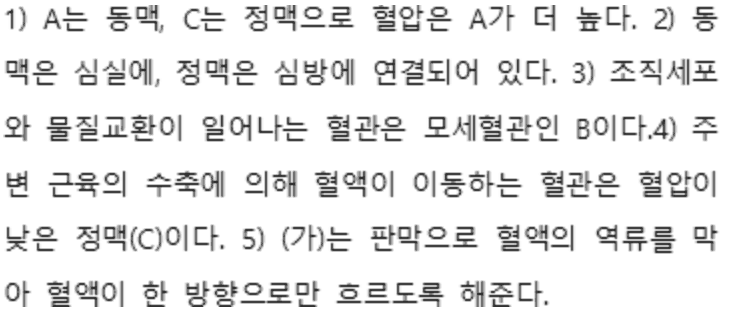 1) A는 동맥, C는 정맥으로 혈압은 A가 더 높다. 2) 동
맥은 심실에, 정맥은 심방에 연결되어 있다. 3) 조직세포
와 물질교환이 일어나는 혈관은 모세혈관인 B이다.4) 주
변 근육의 수축에 의해 혈액이 이동하는 혈관은 혈압이
낮은 정맥(C)이다. 5) (가)는 판막으로 혈액의 역류를 막
아 혈액이 한 방향으로만 흐르도록 해준다.